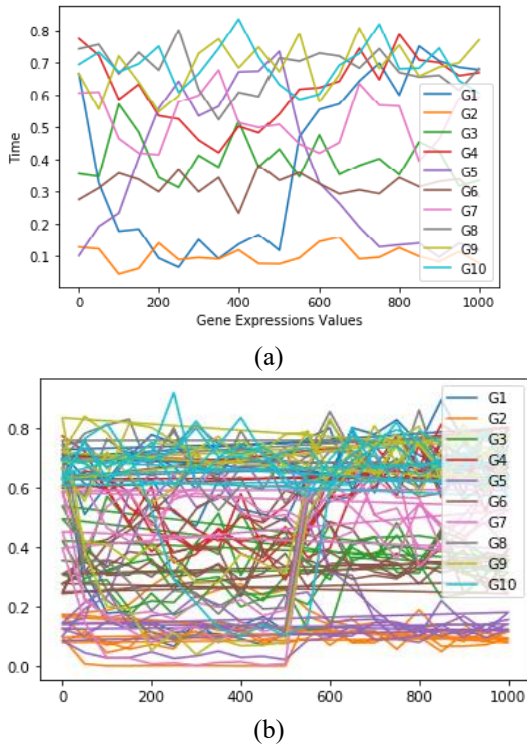 0.8
0.7
0.6
0.5
0.4
0.3
0.2
0.1
Time
G1
G2
G3
G4
G5
G6
G7
G8
G9
G10
0 200 400 600 800 1000
Gene Expressions Values
(a)
0.8
0.6
0.4
0.2
0.0
G1
G2
G3
G4
G5
G6
G7
G8
G9
G10
0 200 400 600 800 1000
(b)